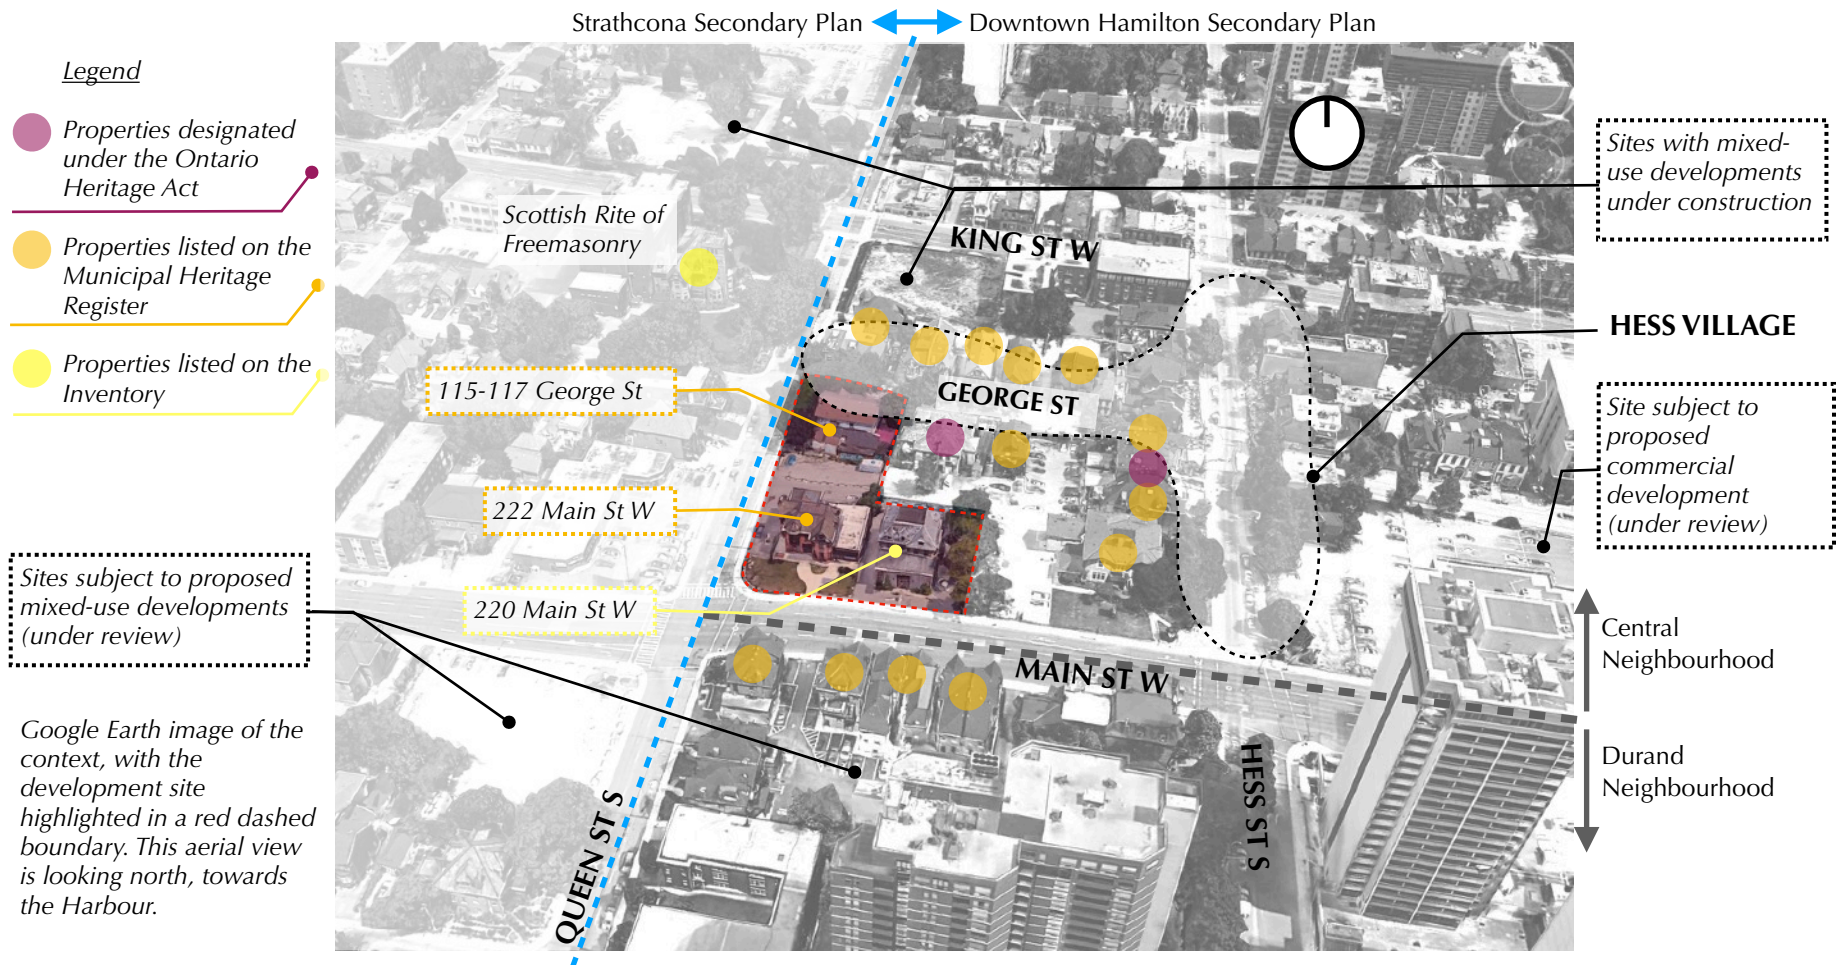 Strathcona Secondary Plan
Downtown Hamilton Secondary Plan
Legend
Properties designated
under the Ontario
Heritage Act
Properties listed on the
Municipal Heritage
Register
Properties listed on the
Inventory
Scottish Rite of
Freemasonry
KING ST W
Sites with mixed-
use developments
under construction
HESS VILLAGE
115-117 George St
GEORGE ST
Site subject to
proposed
commercial
development
(under review)
222 Main St W
220 Main St W
Sites subject to proposed
mixed-use developments
(under review)
MAIN ST W
Central
Neighbourhood
Durand
Neighbourhood
HESS ST S
QUEEN ST S
Google Earth image of the
context, with the
development site
highlighted in a red dashed
boundary. This aerial view
is looking north, towards
the Harbour.